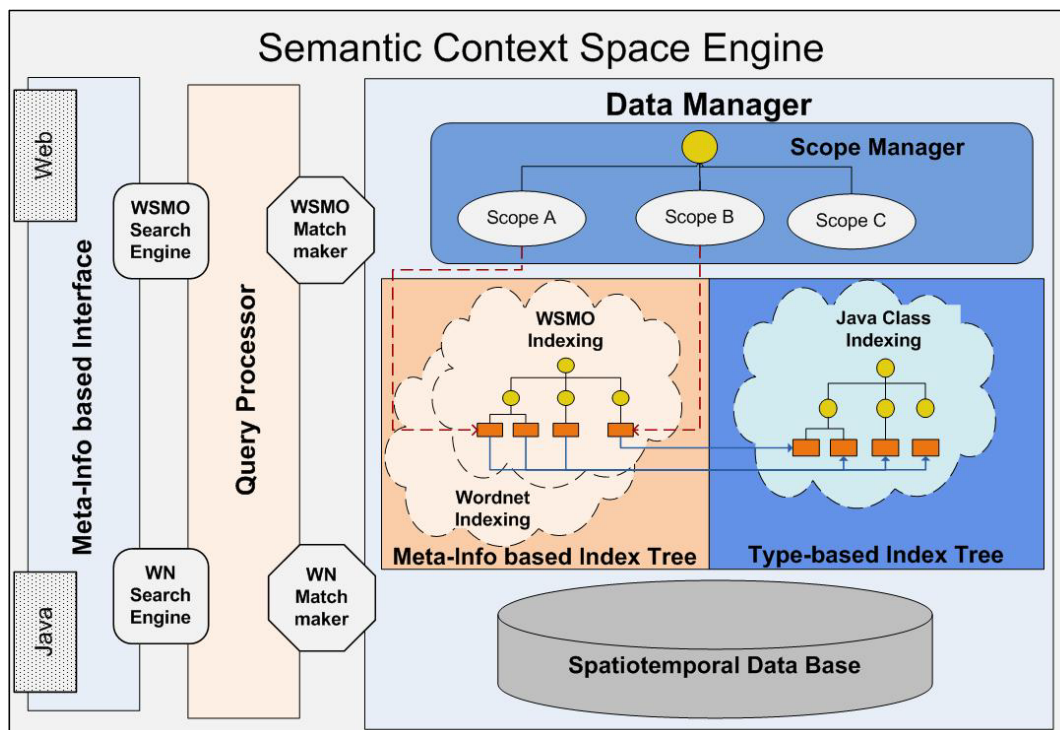 Semantic Context Space Engine
Web
Java
Meta-Info based Interface
WSMO
Search
Engine
WN
Search
Engine
Query Processor
WSMO
Match
maker
WN
Match
maker
Data Manager
Scope Manager
Scope A
Scope B
Scope C
WSMO
Indexing
Wordnet
Indexing
Meta-Info based Index Tree
Java Class
Indexing
Type-based Index Tree
Spatiotemporal Data Base